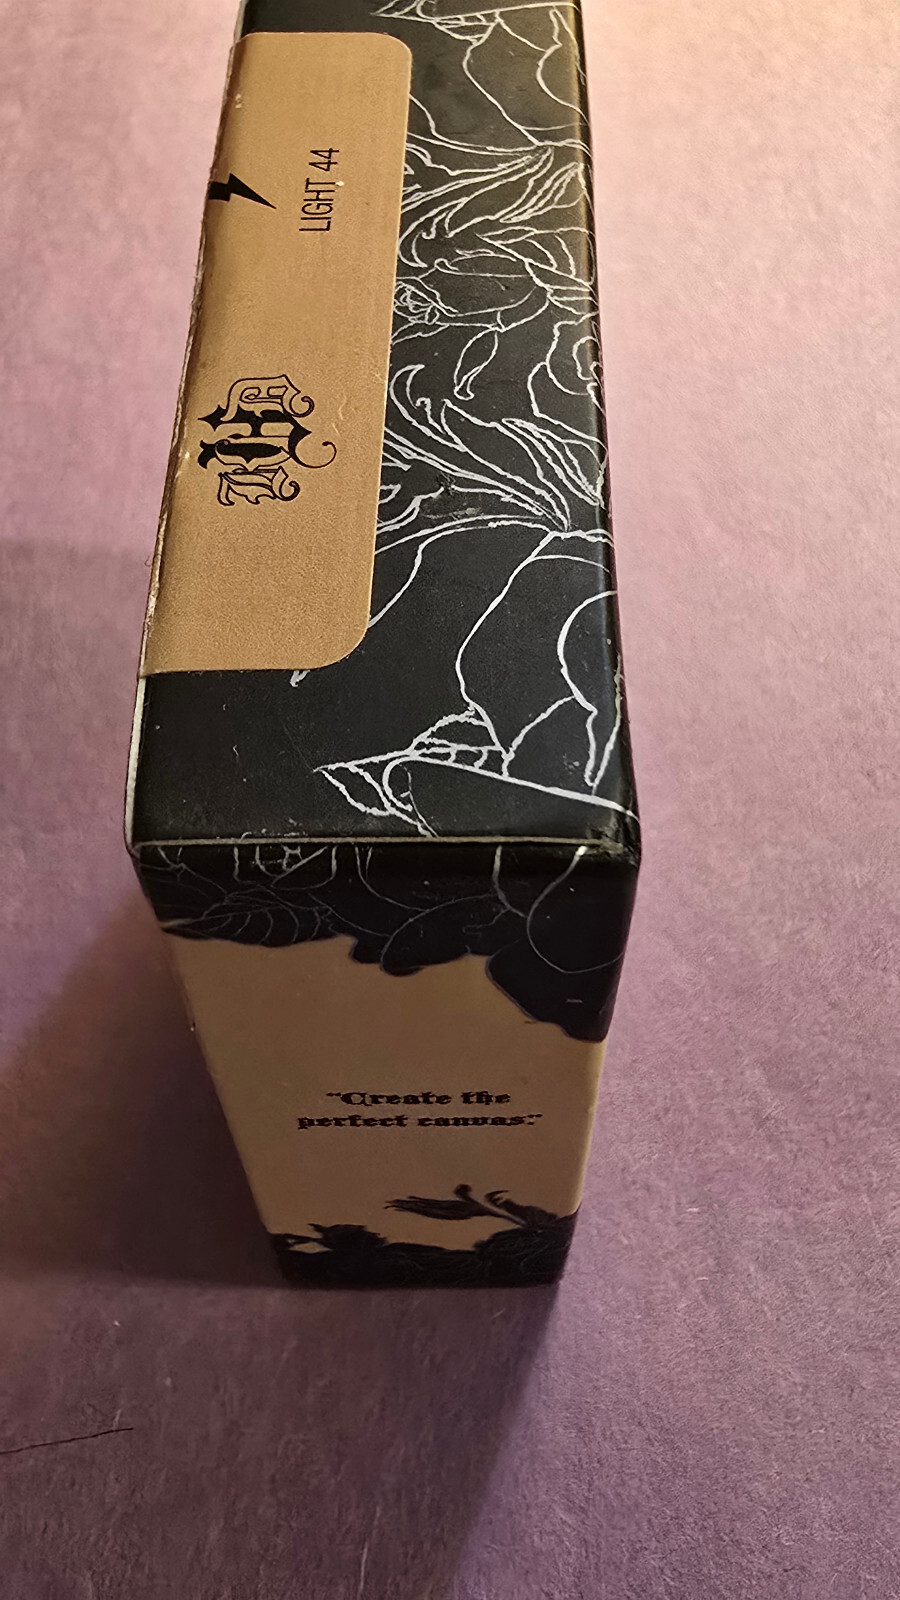 LIGHT 44
"Create the
perfect canvas."